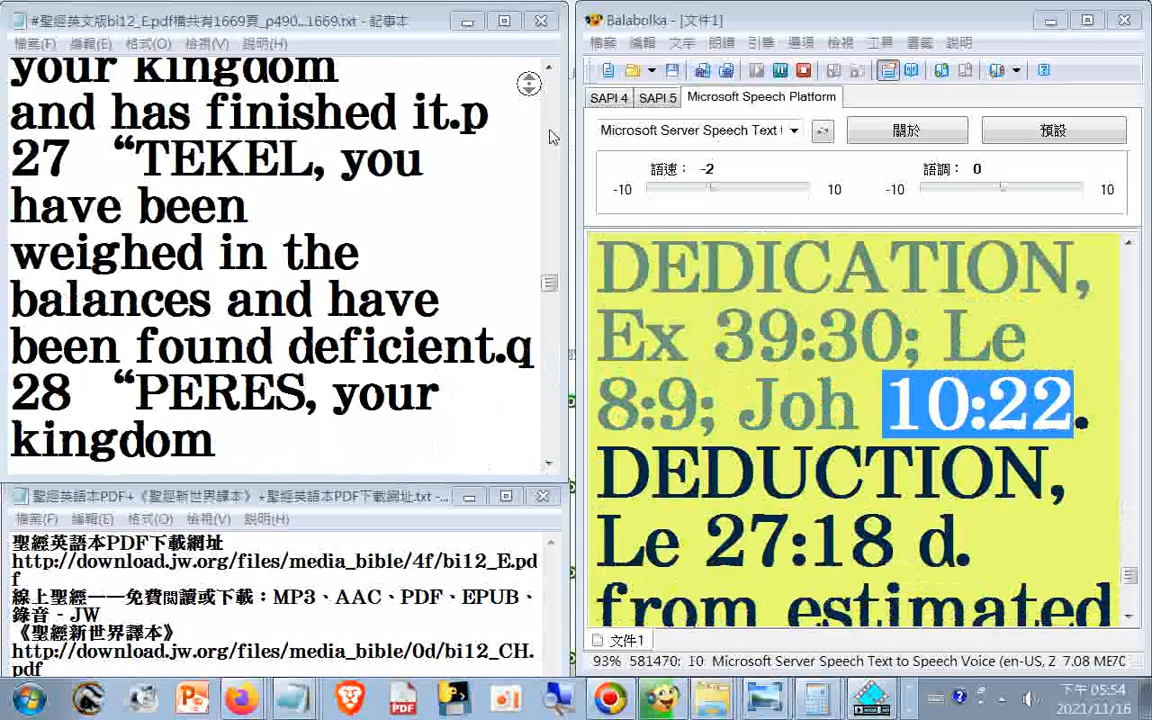 #聖經英文版bi12_E.pdf檔共有1669頁_p490...1669.txt - 記事本
檔案(F) 編輯(E) 格式(O) 檢視(V) 說明(H)
your kingdom
and has finished it.p
27 “TEKEL, you
have been
weighed in the
balances and have
been found deficient.q
28 “PERES, your
kingdom
聖經英語本PDF+《聖經新世界譯本》+聖經英語本PDF下載網址.txt -...
檔案(F) 編輯(E) 格式(O) 檢視(V) 說明(H)
聖經英語本PDF下載網址
http://download.jw.org/files/media_bible/4f/bi12_E.pd
f
線上聖經——免費閱讀或下載：MP3、AAC、PDF、EPUB、
錄音 - JW
《聖經新世界譯本》
http://download.jw.org/files/media_bible/0d/bi12_CH.
pdf
Balabolka - [文件1]
檔案 編輯 文字 朗讀 引擎 選項 檢視 工具 書籤 說明
SAPI 4 SAPI 5 Microsoft Speech Platform
Microsoft Server Speech Text t 關於 預設
語速： -2 語調： 0
-10 10 -10 10
DEDICATION,
Ex 39:30; Le
8:9; Joh 10:22.
DEDUCTION,
Le 27:18 d.
from estimated
文件1
93% 581470: 10 Microsoft Server Speech Text to Speech Voice (en-US, Z 7.08 МБ
PDF
下午 05:54
2021/11/16